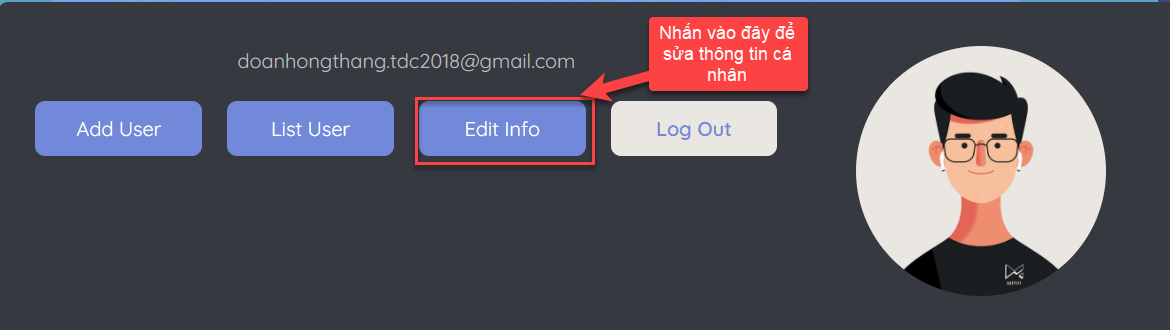 Nhấn vào đây để
sửa thông tin cá
nhân
doanhongthang.tdc2018@gmail.com
Add User
List User
Edit Info
Log Out